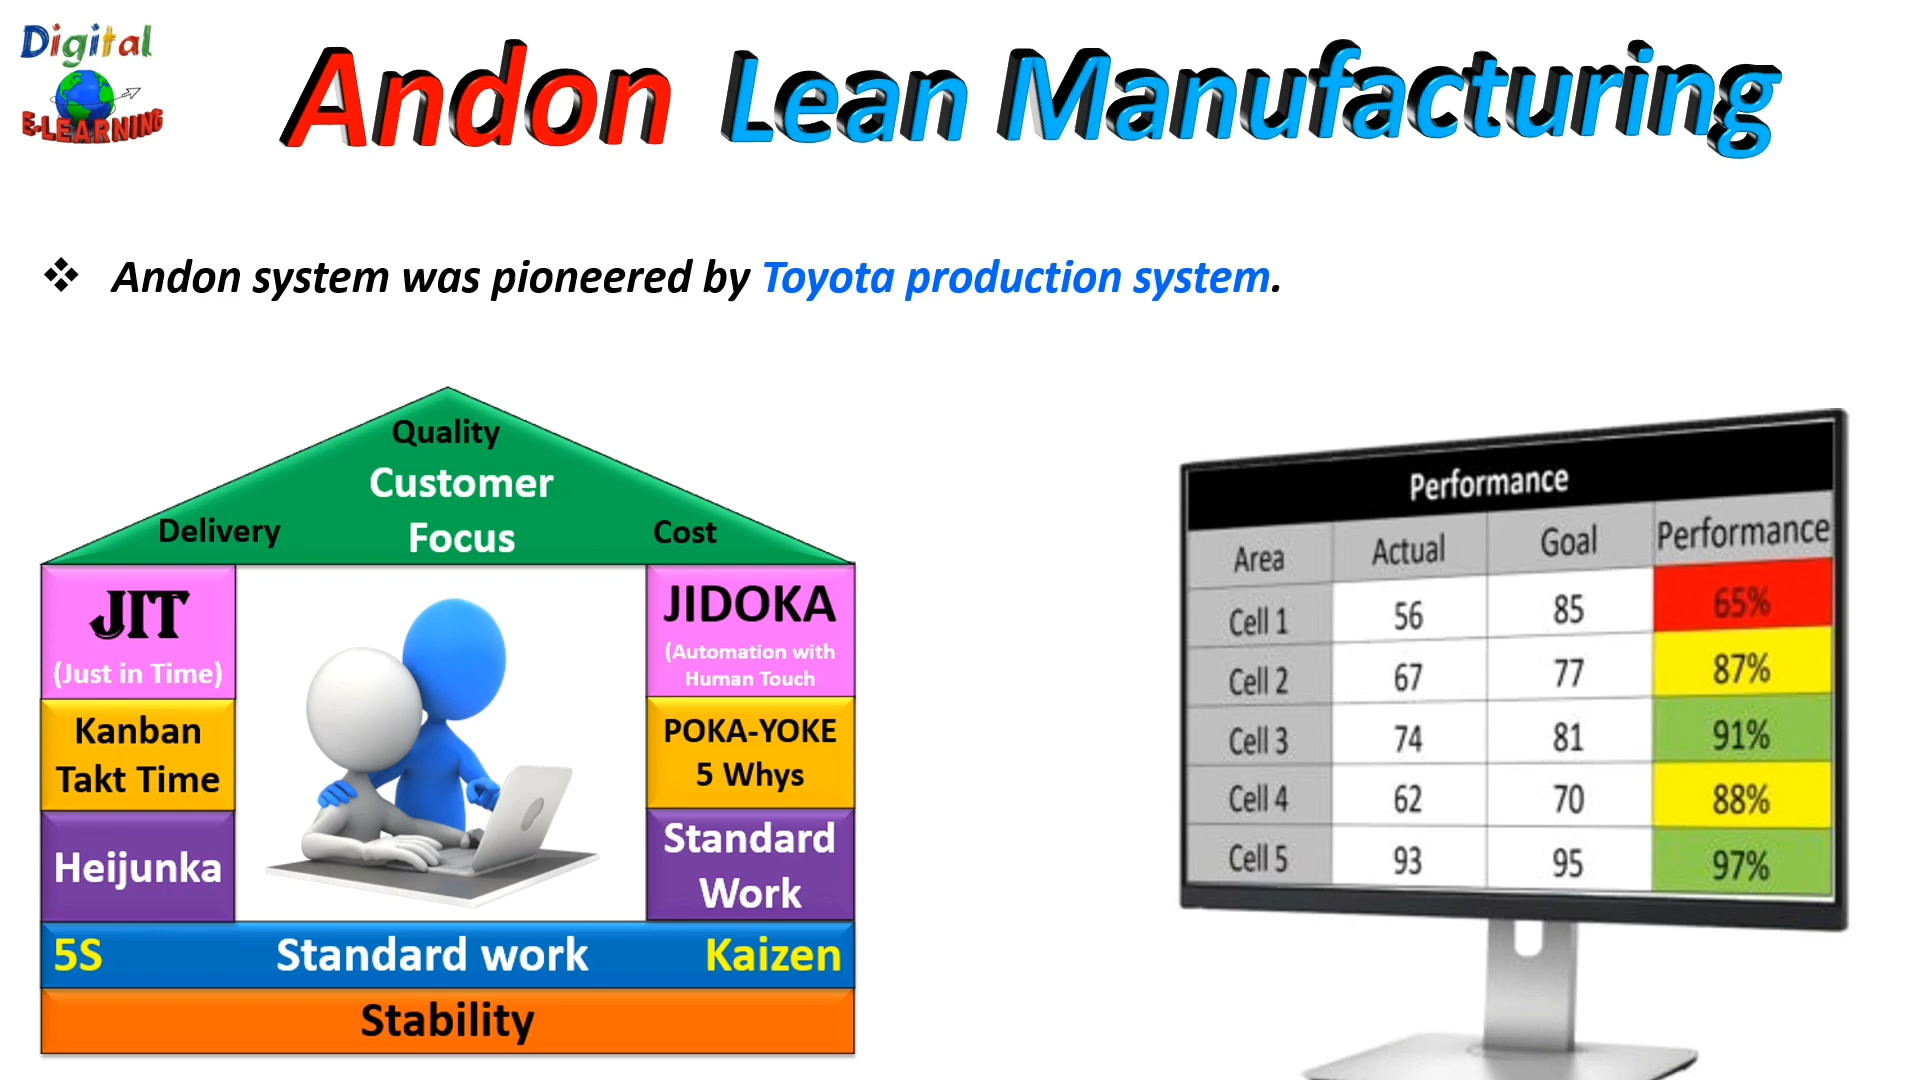 Digital
E-LEARNING
Andon Lean Manufacturing
❖ Andon system was pioneered by Toyota production system.
Quality
Customer
Focus
Delivery
Cost
JIT
(Just in Time)
Kanban
Takt Time
Heijunka
JIDOKA
(Automation with
Human Touch
POKA-YOKE
5 Whys
Standard
Work
5S Standard work Kaizen
Stability
Performance
Area Actual Goal Performance
Cell 1 56 85 65%
Cell 2 67 77 87%
Cell 3 74 81 91%
Cell 4 62 70 88%
Cell 5 93 95 97%